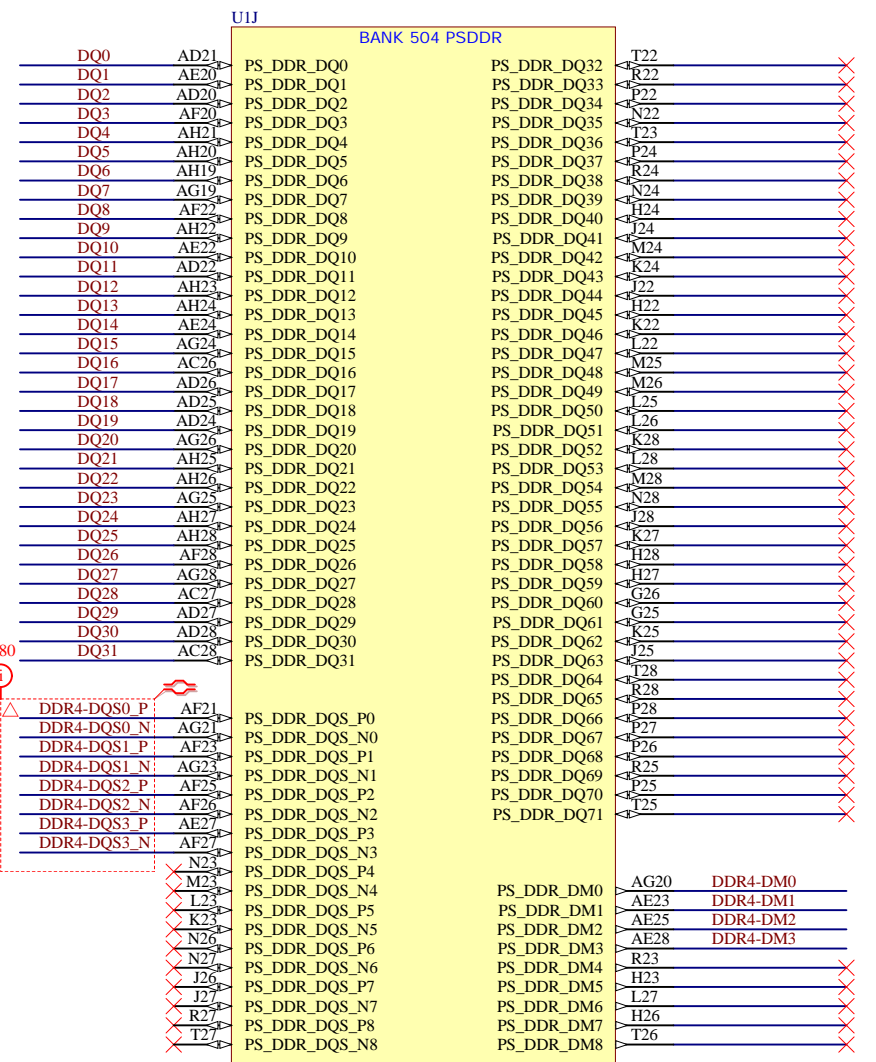 U1J
BANK 504 PSDDR
DQ0 AD21 PS_DDR_DQ0 PS_DDR_DQ32 T22
DQ1 AE20 PS_DDR_DQ1 PS_DDR_DQ33 R22
DQ2 AD20 PS_DDR_DQ2 PS_DDR_DQ34 P22
DQ3 AF20 PS_DDR_DQ3 PS_DDR_DQ35 N22
DQ4 AH21 PS_DDR_DQ4 PS_DDR_DQ36 T23
DQ5 AH20 PS_DDR_DQ5 PS_DDR_DQ37 P24
DQ6 AH19 PS_DDR_DQ6 PS_DDR_DQ38 R24
DQ7 AG19 PS_DDR_DQ7 PS_DDR_DQ39 N24
DQ8 AF22 PS_DDR_DQ8 PS_DDR_DQ40 H24
DQ9 AH22 PS_DDR_DQ9 PS_DDR_DQ41 J24
DQ10 AE22 PS_DDR_DQ10 PS_DDR_DQ42 M24
DQ11 AD22 PS_DDR_DQ11 PS_DDR_DQ43 K24
DQ12 AH23 PS_DDR_DQ12 PS_DDR_DQ44 J22
DQ13 AH24 PS_DDR_DQ13 PS_DDR_DQ45 H22
DQ14 AE24 PS_DDR_DQ14 PS_DDR_DQ46 K22
DQ15 AG24 PS_DDR_DQ15 PS_DDR_DQ47 L22
DQ16 AC26 PS_DDR_DQ16 PS_DDR_DQ48 M25
DQ17 AD26 PS_DDR_DQ17 PS_DDR_DQ49 M26
DQ18 AD25 PS_DDR_DQ18 PS_DDR_DQ50 L25
DQ19 AD24 PS_DDR_DQ19 PS_DDR_DQ51 L26
DQ20 AG26 PS_DDR_DQ20 PS_DDR_DQ52 K28
DQ21 AH25 PS_DDR_DQ21 PS_DDR_DQ53 L28
DQ22 AH26 PS_DDR_DQ22 PS_DDR_DQ54 M28
DQ23 AG25 PS_DDR_DQ23 PS_DDR_DQ55 N28
DQ24 AH27 PS_DDR_DQ24 PS_DDR_DQ56 J28
DQ25 AH28 PS_DDR_DQ25 PS_DDR_DQ57 K27
DQ26 AF28 PS_DDR_DQ26 PS_DDR_DQ58 H28
DQ27 AG28 PS_DDR_DQ27 PS_DDR_DQ59 H27
DQ28 AC27 PS_DDR_DQ28 PS_DDR_DQ60 G26
DQ29 AD27 PS_DDR_DQ29 PS_DDR_DQ61 G25
DQ30 AD28 PS_DDR_DQ30 PS_DDR_DQ62 K25
80 DQ31 AC28 PS_DDR_DQ31 PS_DDR_DQ63 J25
i PS_DDR_DQ64 T28
PS_DDR_DQ65 R28
DDR4-DQS0_P AF21 PS_DDR_DQS_P0 PS_DDR_DQ66 P28
DDR4-DQS0_N AG21 PS_DDR_DQS_N0 PS_DDR_DQ67 P27
DDR4-DQS1_P AF23 PS_DDR_DQS_P1 PS_DDR_DQ68 P26
DDR4-DQS1_N AG23 PS_DDR_DQS_N1 PS_DDR_DQ69 R25
DDR4-DQS2_P AF25 PS_DDR_DQS_P2 PS_DDR_DQ70 P25
DDR4-DQS2_N AF26 PS_DDR_DQS_N2 PS_DDR_DQ71 T25
DDR4-DQS3_P AE27 PS_DDR_DQS_P3
DDR4-DQS3_N AF27 PS_DDR_DQS_N3
N23 PS_DDR_DQS_P4
M23 PS_DDR_DQS_N4 PS_DDR_DM0 AG20 DDR4-DM0
L23 PS_DDR_DQS_P5 PS_DDR_DM1 AE23 DDR4-DM1
K23 PS_DDR_DQS_N5 PS_DDR_DM2 AE25 DDR4-DM2
N26 PS_DDR_DQS_P6 PS_DDR_DM3 AE28 DDR4-DM3
N27 PS_DDR_DQS_N6 PS_DDR_DM4 R23
J26 PS_DDR_DQS_P7 PS_DDR_DM5 H23
J27 PS_DDR_DQS_N7 PS_DDR_DM6 L27
R27 PS_DDR_DQS_P8 PS_DDR_DM7 H26
T27 PS_DDR_DQS_N8 PS_DDR_DM8 T26